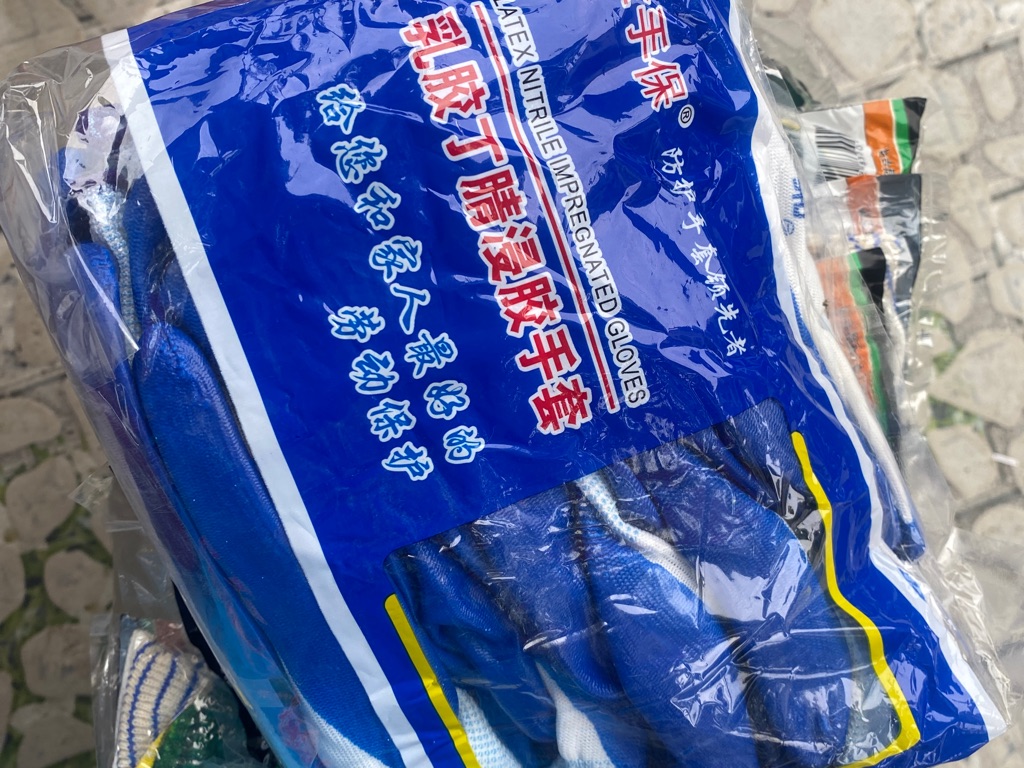 手保®
防护手套领先者
LATEX NITRILE IMPREGNATED GLOVES
乳胶丁腈浸胶手套
给您和家人最好的
劳动保护